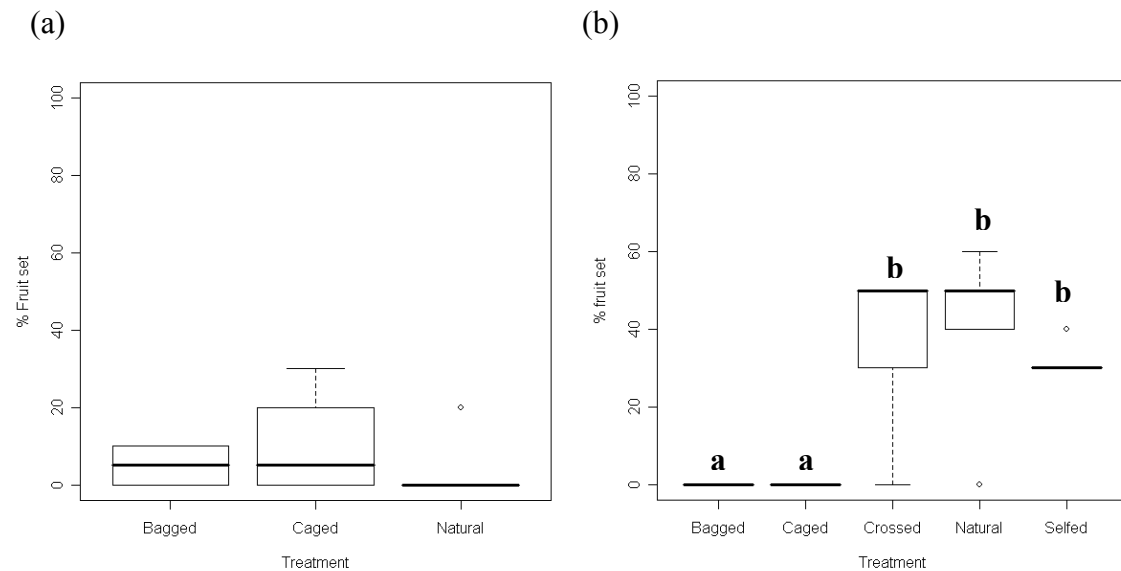 (a)
(b)
% Fruit set
100
80
60
40
20
0
Bagged Caged Natural
Treatment
% fruit set
100
80
60
40
20
0
b
b
b
a a
Bagged Caged Crossed Natural Selfed
Treatment